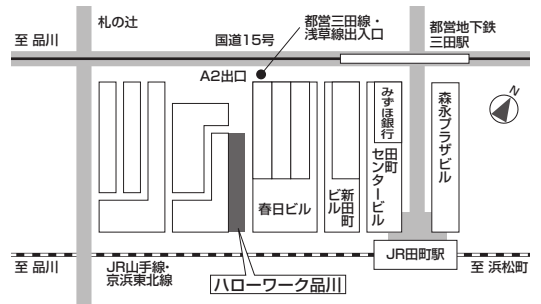 札の辻
至 品川
国道15号
都営三田線・
浅草線出入口
都営地下鉄
三田駅
A2出口
みずほ銀行
田町
センタービル
森永プラザビル
N
春日ビル
新田町
ビル
JR田町駅
至 品川
JR山手線・
京浜東北線
ハローワーク品川
至 浜松町